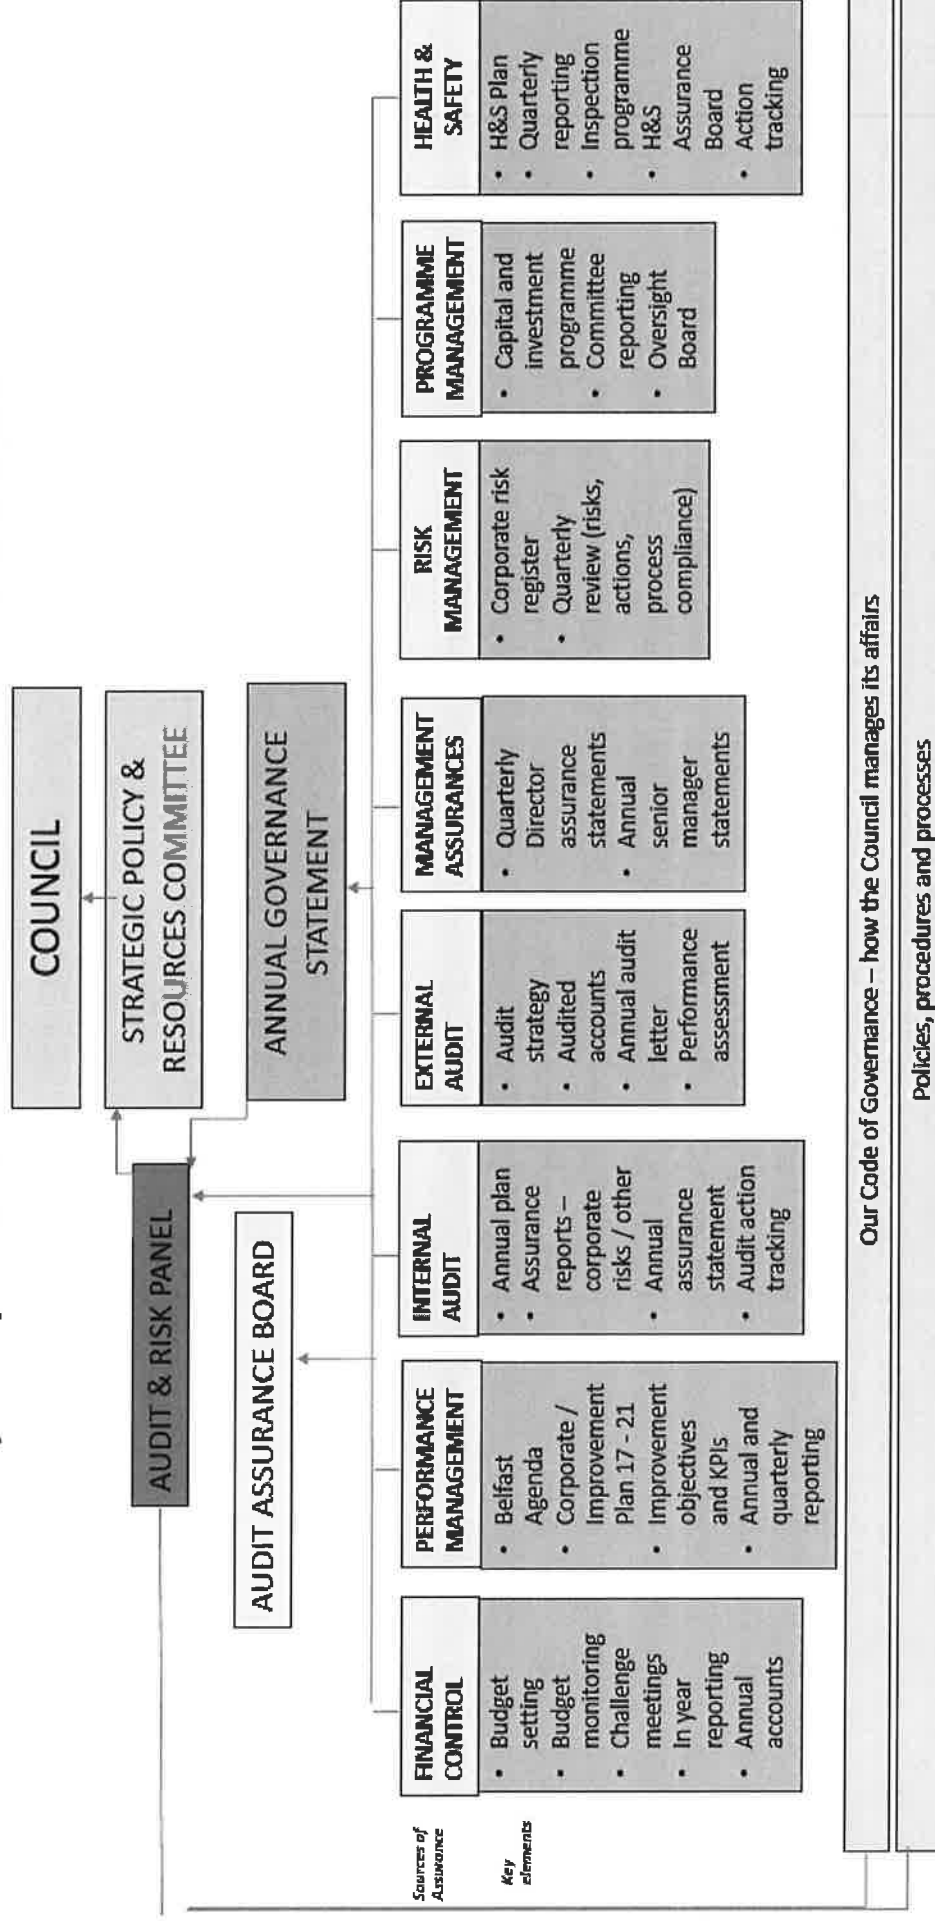 COUNCIL
STRATEGIC POLICY &
RESOURCES COMMITTEE
AUDIT & RISK PANEL
ANNUAL GOVERNANCE
STATEMENT
AUDIT ASSURANCE BOARD
Sources of
Assurance
Key
elements
FINANCIAL
CONTROL
• Budget
setting
• Budget
monitoring
• Challenge
meetings
• In year
reporting
• Annual
accounts
PERFORMANCE
MANAGEMENT
• Belfast
Agenda
• Corporate /
Improvement
Plan 17 - 21
• Improvement
objectives
and KPIs
• Annual and
quarterly
reporting
INTERNAL
AUDIT
• Annual plan
• Assurance
reports –
corporate
risks / other
• Annual
assurance
statement
• Audit action
tracking
EXTERNAL
AUDIT
• Audit
strategy
• Audited
accounts
• Annual audit
letter
• Performance
assessment
MANAGEMENT
ASSURANCES
• Quarterly
Director
assurance
statements
• Annual
senior
manager
statements
RISK
MANAGEMENT
• Corporate risk
register
• Quarterly
review (risks,
actions,
process
compliance)
PROGRAMME
MANAGEMENT
• Capital and
investment
programme
• Committee
reporting
• Oversight
Board
HEALTH &
SAFETY
• H&S Plan
• Quarterly
reporting
• Inspection
programme
• H&S
Assurance
Board
• Action
tracking
Our Code of Governance – how the Council manages its affairs
Policies, procedures and processes